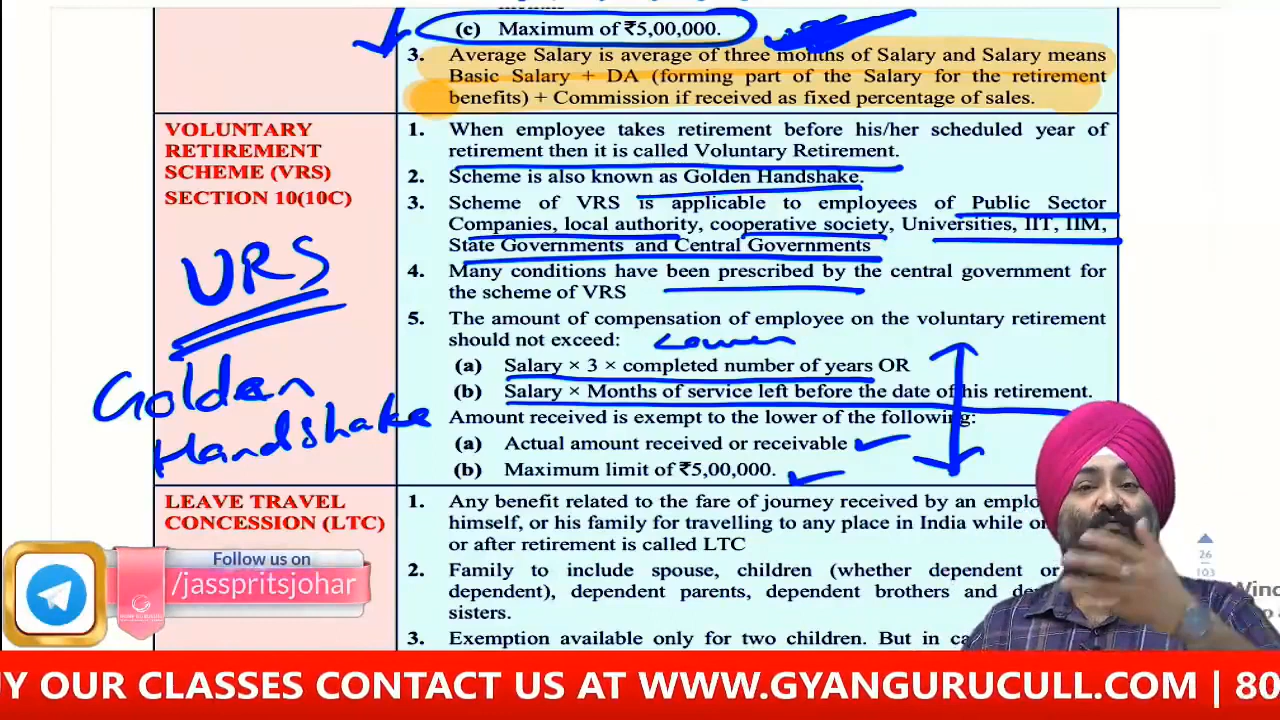 (c) Maximum of ₹5,00,000.
3. Average Salary is average of three months of Salary and Salary means
Basic Salary + DA (forming part of the Salary for the retirement
benefits) + Commission if received as fixed percentage of sales.
VOLUNTARY
RETIREMENT
SCHEME (VRS)
SECTION 10(10C)
VRS
Golden
Handshake
1. When employee takes retirement before his/her scheduled year of
retirement then it is called Voluntary Retirement.
2. Scheme is also known as Golden Handshake.
3. Scheme of VRS is applicable to employees of Public Sector
Companies, local authority, cooperative society, Universities, IIT, IIM,
State Governments and Central Governments
4. Many conditions have been prescribed by the central government for
the scheme of VRS
5. The amount of compensation of employee on the voluntary retirement
should not exceed: Lower
(a) Salary × 3 × completed number of years OR
(b) Salary × Months of service left before the date of his retirement.
Amount received is exempt to the lower of the following:
(a) Actual amount received or receivable
(b) Maximum limit of ₹5,00,000.
LEAVE TRAVEL
CONCESSION (LTC)
1. Any benefit related to the fare of journey received by an
himself, or his family for travelling to any place in India while
or after retirement is called LTC
2. Family to include spouse, children (whether dependent or
dependent), dependent parents, dependent brothers and
sisters.
3. Exemption available only for two children. But in
Follow us on
/jasspritsjohar
26
103
Y OUR CLASSES CONTACT US AT WWW.GYANGURUCULL.COM | 80